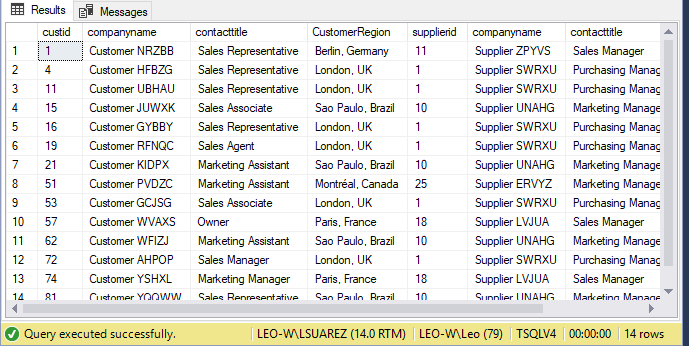 Results Messages
custid companyname contacttitle CustomerRegion supplierid companyname contacttitle
1 1 Customer NRZBB Sales Representative Berlin, Germany 11 Supplier ZPYVS Sales Manager
2 4 Customer HFBZG Sales Representative London, UK 1 Supplier SWRXU Purchasing Manag
3 11 Customer UBHAU Sales Representative London, UK 1 Supplier SWRXU Purchasing Manag
4 15 Customer JUWXK Sales Associate Sao Paulo, Brazil 10 Supplier UNAHG Marketing Manager
5 16 Customer GYBBY Sales Representative London, UK 1 Supplier SWRXU Purchasing Manag
6 19 Customer RFNQC Sales Agent London, UK 1 Supplier SWRXU Purchasing Manag
7 21 Customer KIDPX Marketing Assistant Sao Paulo, Brazil 10 Supplier UNAHG Marketing Manager
8 51 Customer PVDZC Marketing Assistant Montréal, Canada 25 Supplier ERVYZ Marketing Manager
9 53 Customer GCJSG Sales Associate London, UK 1 Supplier SWRXU Purchasing Manag
10 57 Customer WVAXS Owner Paris, France 18 Supplier LVJUA Sales Manager
11 62 Customer WFIZJ Marketing Assistant Sao Paulo, Brazil 10 Supplier UNAHG Marketing Manager
12 72 Customer AHPOP Sales Manager London, UK 1 Supplier SWRXU Purchasing Manag
13 74 Customer YSHXL Marketing Manager Paris, France 18 Supplier LVJUA Sales Manager
14 81 Customer YQQWW Sales Representative Sao Paulo, Brazil 10 Supplier UNAHG Marketing Manager
Query executed successfully. LEO-W\LSUAREZ (14.0 RTM) LEO-W\Leo (79) TSQLV4 00:00:00 14 rows